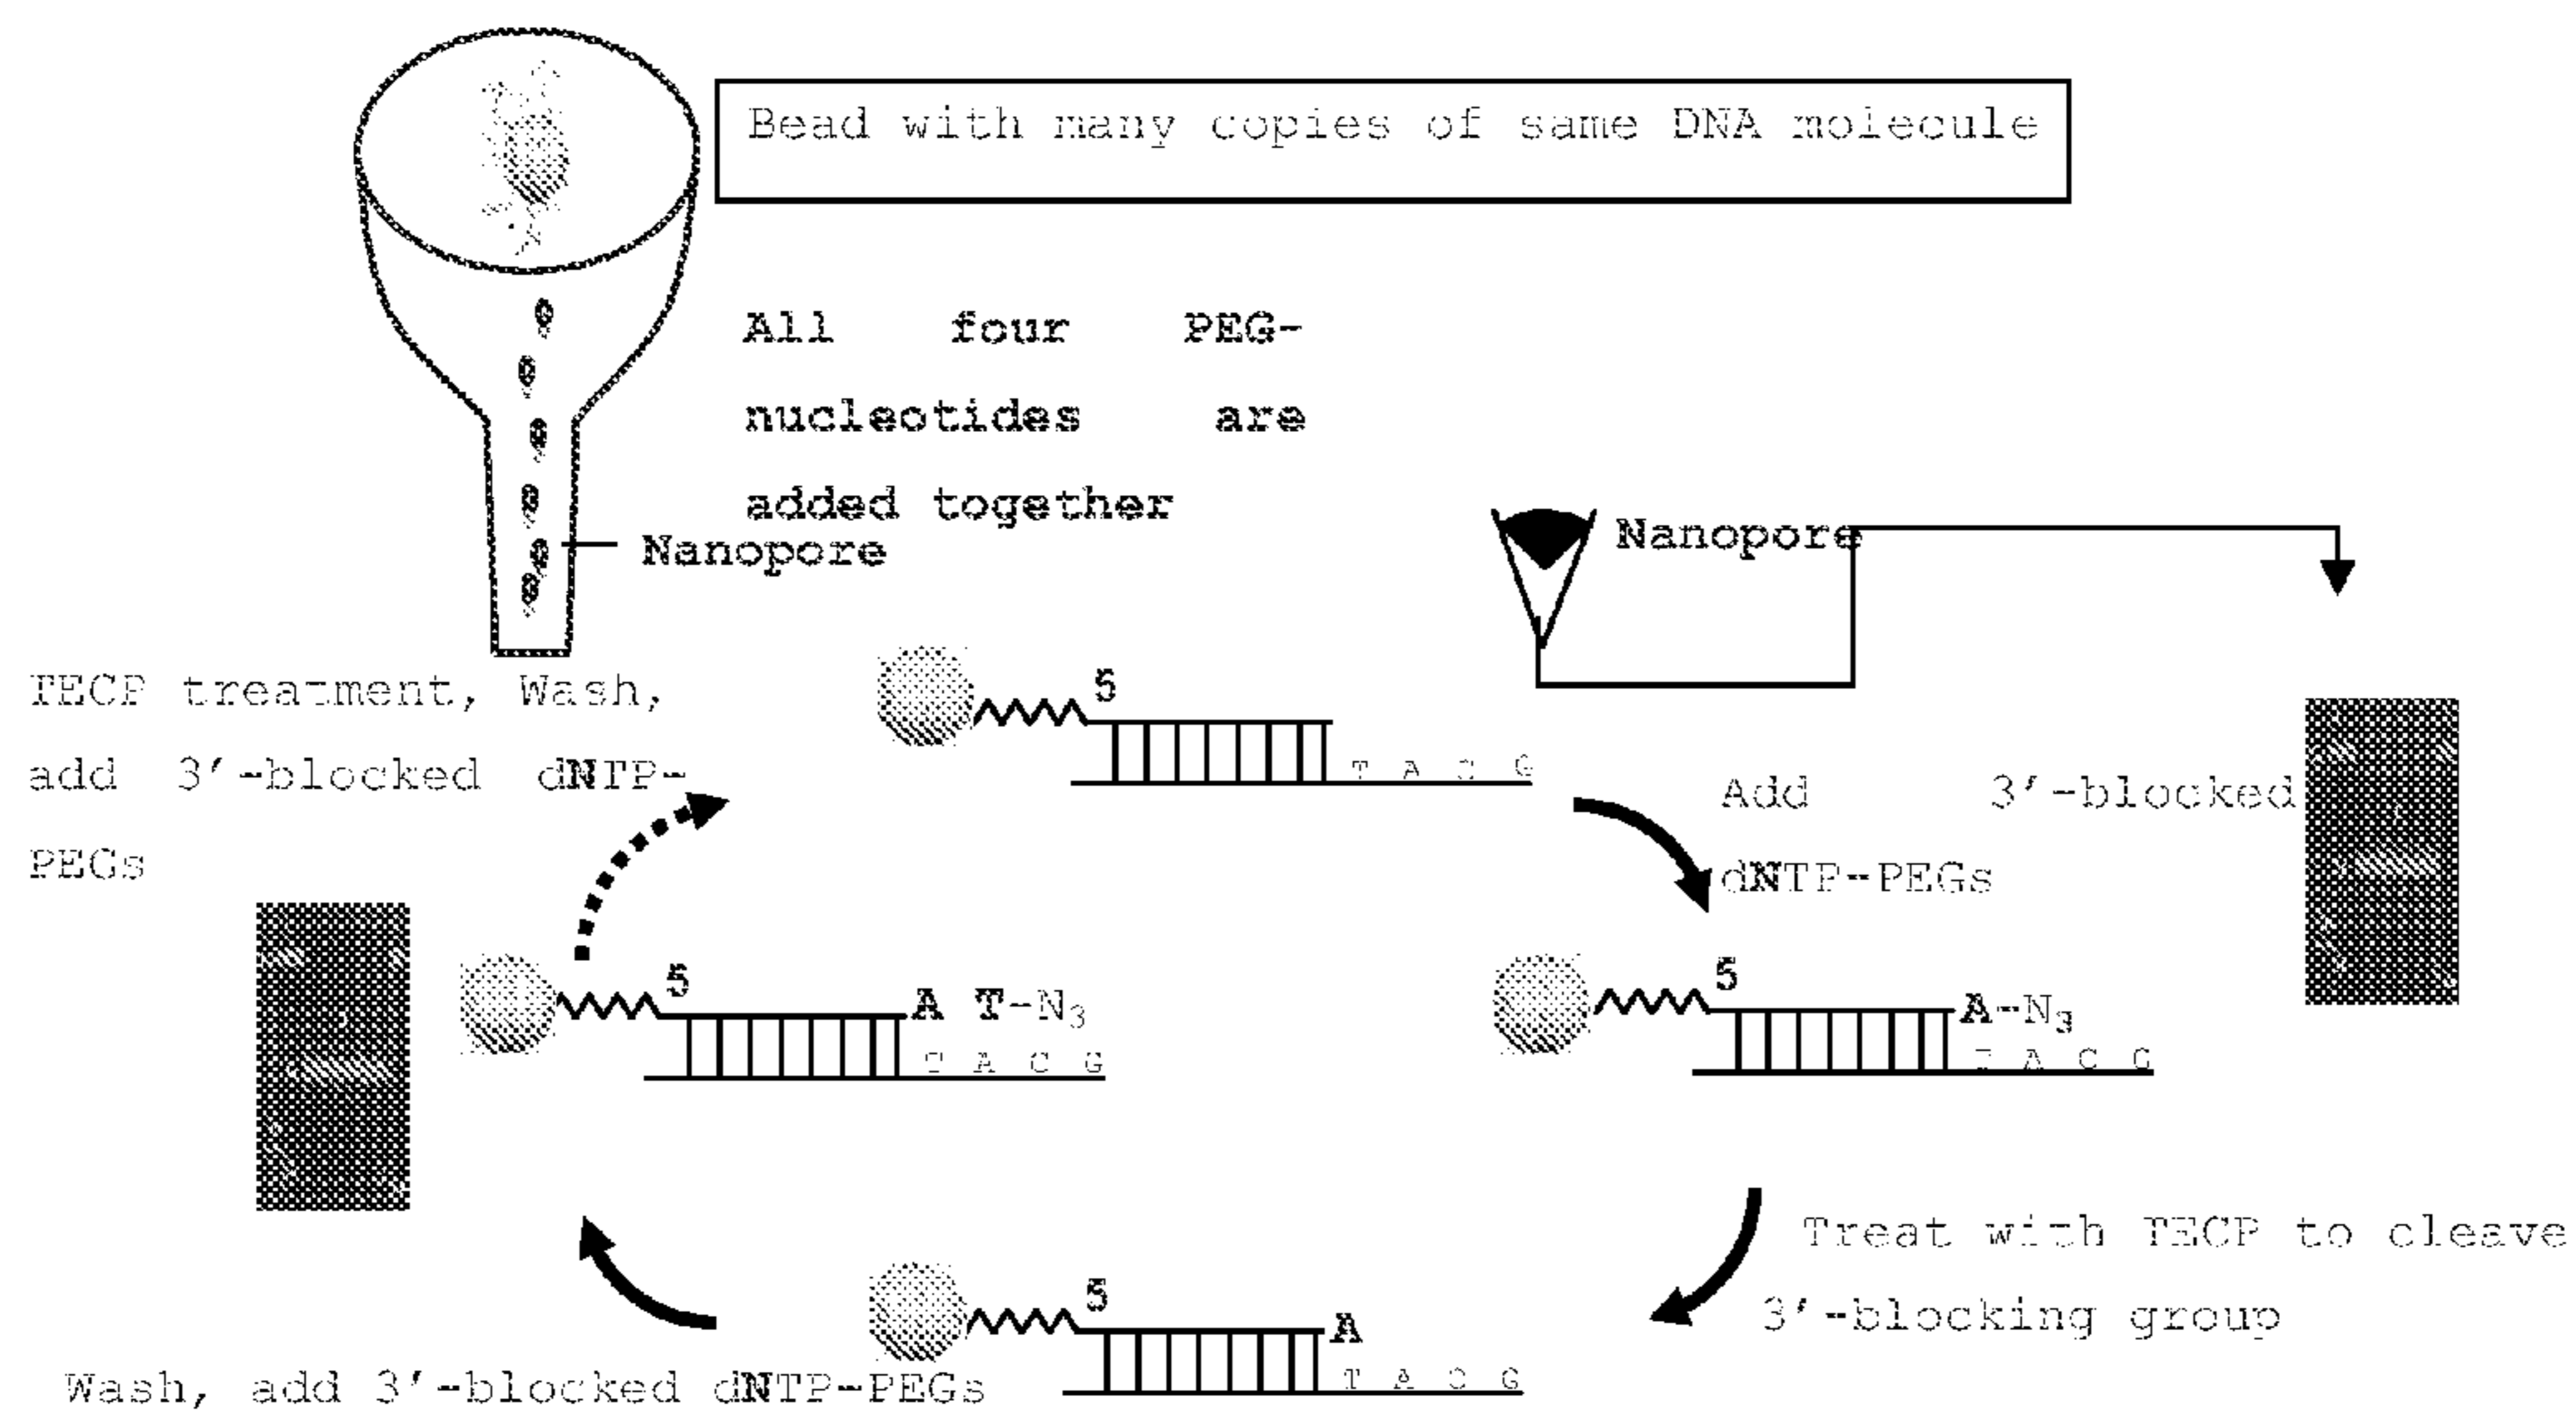 Bead with many copies of same DNA molecule
All four PEG-
nucleotides are
added together
Nanopore
Nanopore
TECP treatment, Wash,
add 3'-blocked dNTP-
PEGs
5
T A C G
Add 3'-blocked
dNTP-PEGs
5
A T-N3
T A C G
5
A-N3
T A C G
Treat with TECP to cleave
3'-blocking group
5
A
T A C G
Wash, add 3'-blocked dNTP-PEGs